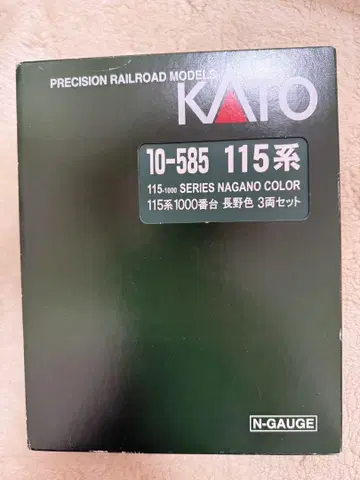 PRECISION RAILROAD MODELS
KATO
10-585 115系
115-1000 SERIES NAGANO COLOR
115系1000番台 長野色 3両セット
N-GAUGE